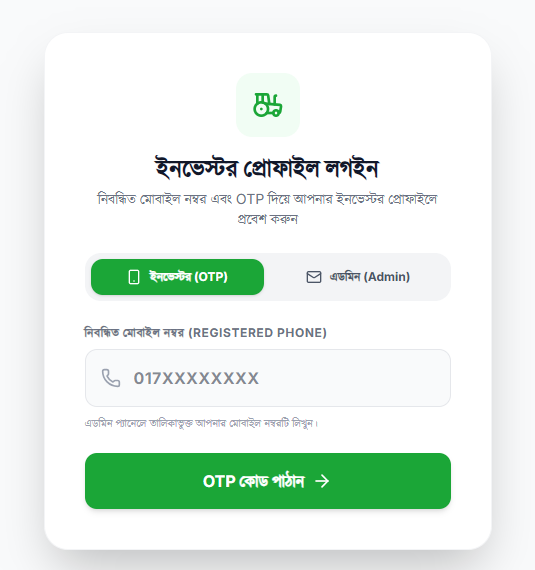 ইনভেস্টর প্রোফাইল লগইন
নিবন্ধিত মোবাইল নম্বর এবং OTP দিয়ে আপনার ইনভেস্টর প্রোফাইলে
প্রবেশ করুন
ইনভেস্টর (OTP)
এডমিন (Admin)
নিবন্ধিত মোবাইল নম্বর (REGISTERED PHONE)
017XXXXXXXX
এডমিন প্যানেলে তালিকাভুক্ত আপনার মোবাইল নম্বরটি লিখুন।
OTP কোড পাঠান →